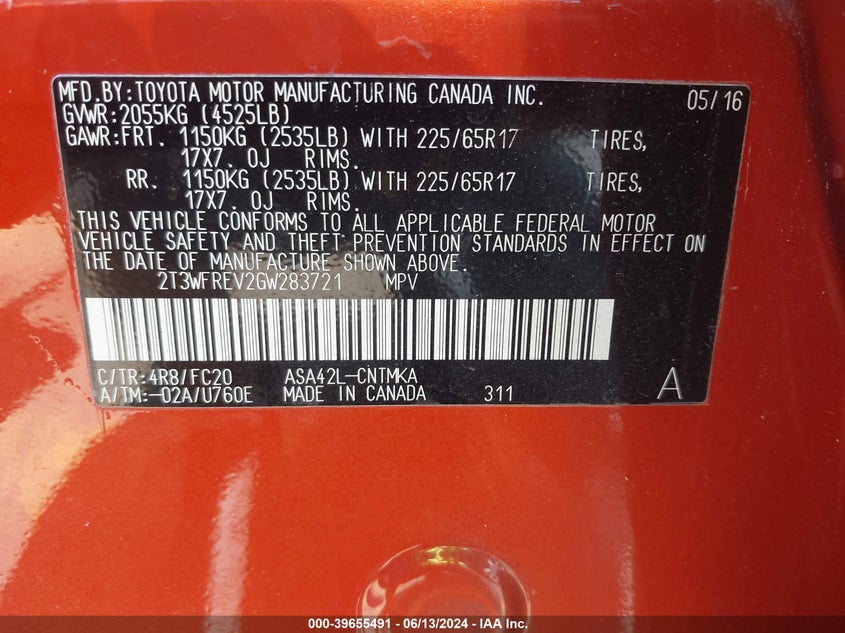 MFD.BY:TOYOTA MOTOR MANUFACTURING CANADA INC. 05/16
GVWR:2055KG (4525LB)
GAWR:FRT. 1150KG (2535LB) WITH 225/65R17 TIRES,
17X7. 0J RIMS.
RR. 1150KG (2535LB) WITH 225/65R17 TIRES,
17X7. 0J RIMS.
THIS VEHICLE CONFORMS TO ALL APPLICABLE FEDERAL MOTOR
VEHICLE SAFETY AND THEFT PREVENTION STANDARDS IN EFFECT ON
THE DATE OF MANUFACTURE SHOWN ABOVE.
2T3WFREV2GW283721 MPV
C/TR:4R8/FC20 ASA42L-CNTMKA
A/TM:-02A/U760E MADE IN CANADA 311 A
000-39655491 - 06/13/2024 - IAA Inc.